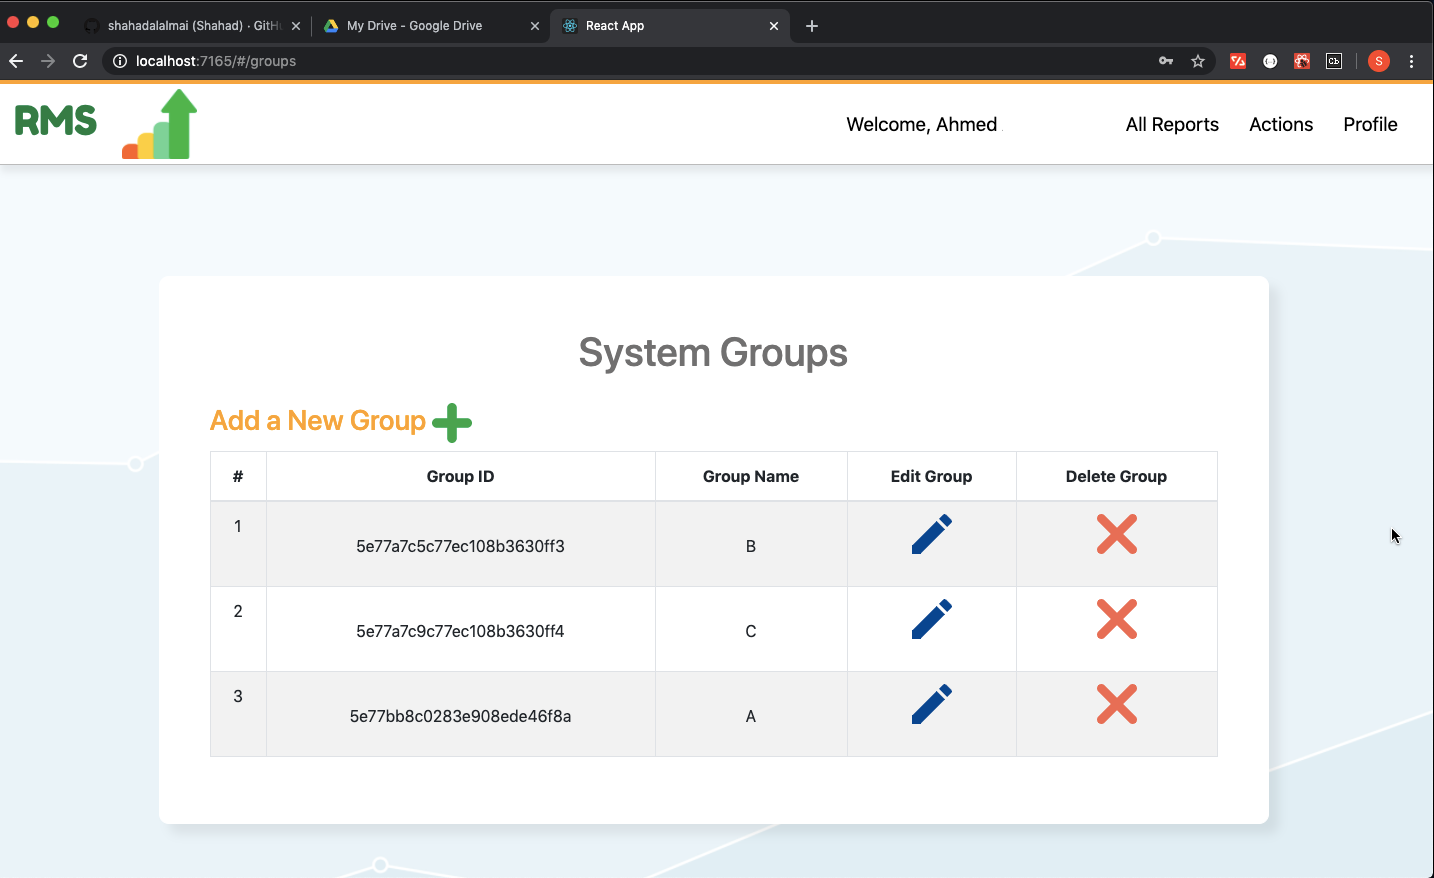 shahadalalmai (Shahad) · GitH
My Drive - Google Drive
React App
localhost:7165/#/groups
S
RMS
Welcome, Ahmed
All Reports
Actions
Profile
System Groups
Add a New Group
# Group ID Group Name Edit Group Delete Group
1 5e77a7c5c77ec108b3630ff3 B
2 5e77a7c9c77ec108b3630ff4 C
3 5e77bb8c0283e908ede46f8a A